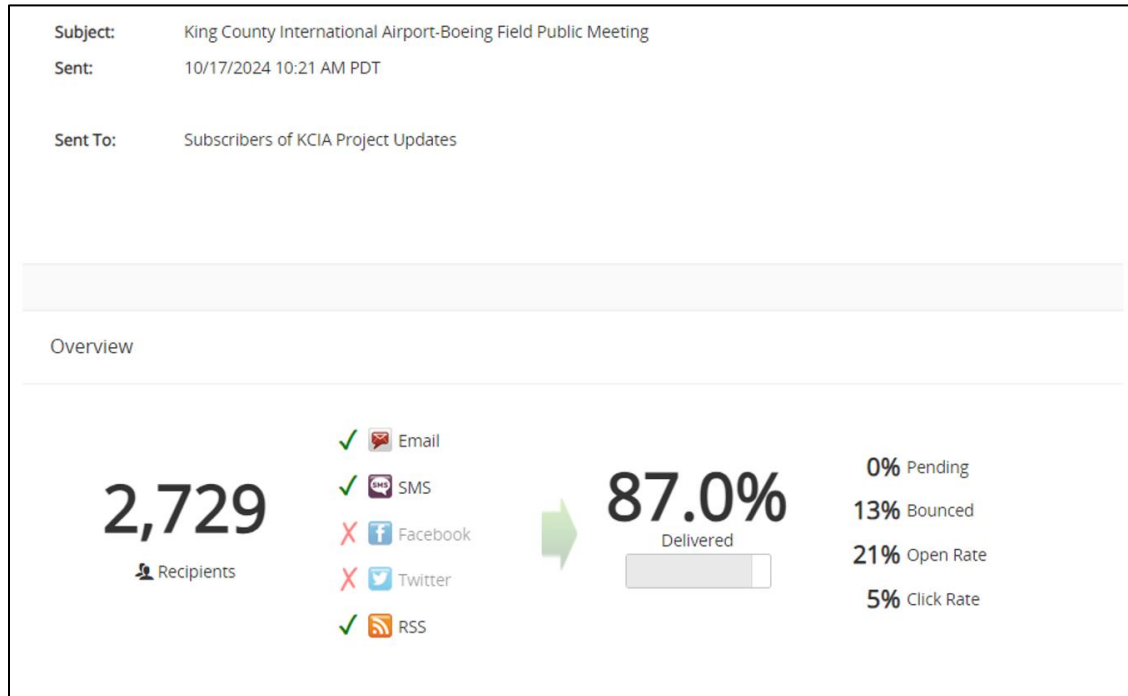 Subject: King County International Airport-Boeing Field Public Meeting
Sent: 10/17/2024 10:21 AM PDT
Sent To: Subscribers of KCIA Project Updates
Overview
2,729
Recipients
Email
SMS
SMS
Facebook
Twitter
RSS
87.0%
Delivered
0% Pending
13% Bounced
21% Open Rate
5% Click Rate